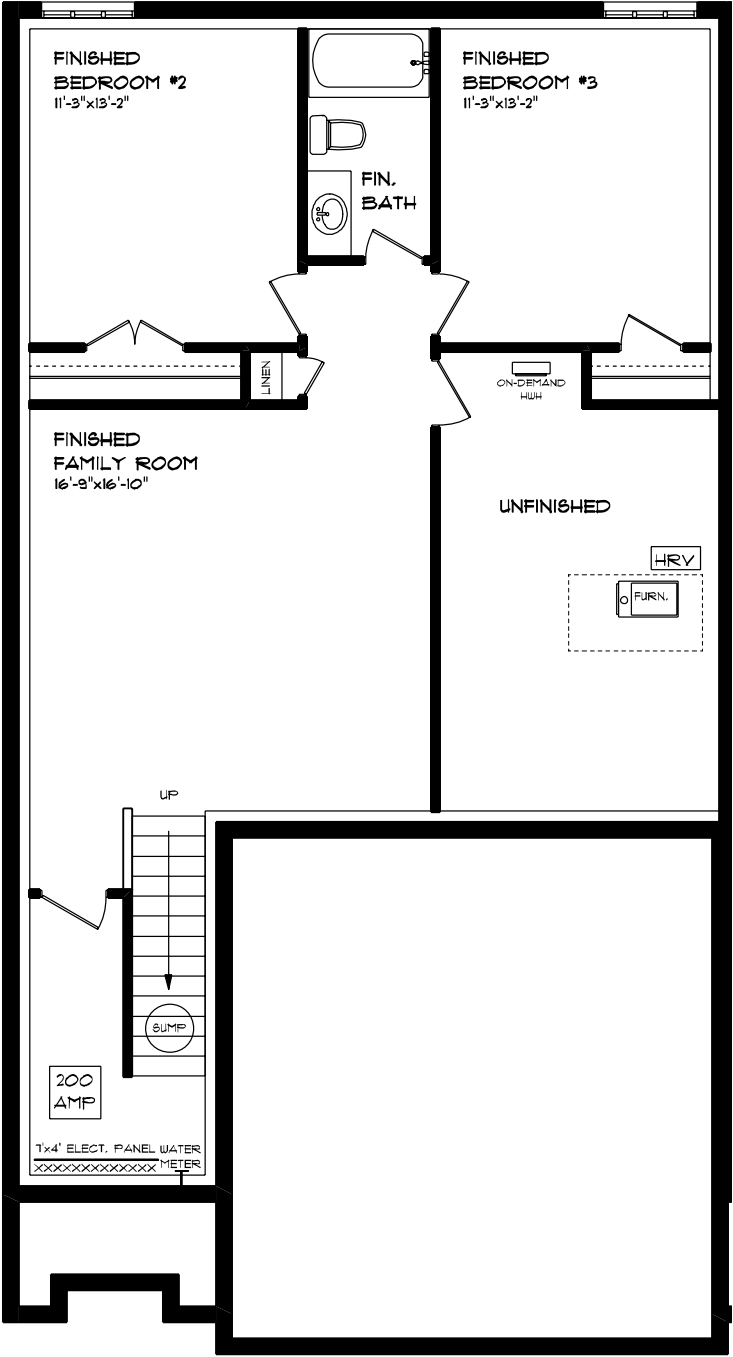 FINISHED
BEDROOM #2
11'-3"x13'-2"
FINISHED
BEDROOM #3
11'-3"x13'-2"
FIN.
BATH
LINEN
ON-DEMAND
HWH
FINISHED
FAMILY ROOM
16'-9"x16'-10"
UNFINISHED
HRV
FURN.
UP
SUMP
200
AMP
7'x4' ELECT. PANEL
WATER
METER